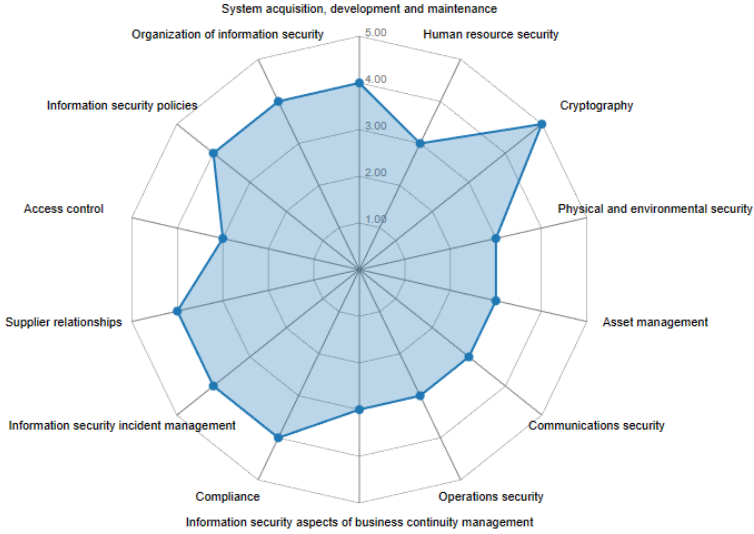 System acquisition, development and maintenance
5.00
Organization of information security
Human resource security
4.00
Information security policies
Cryptography
3.00
2.00
Access control
Physical and environmental security
1.00
Supplier relationships
Asset management
Information security incident management
Communications security
Compliance
Operations security
Information security aspects of business continuity management